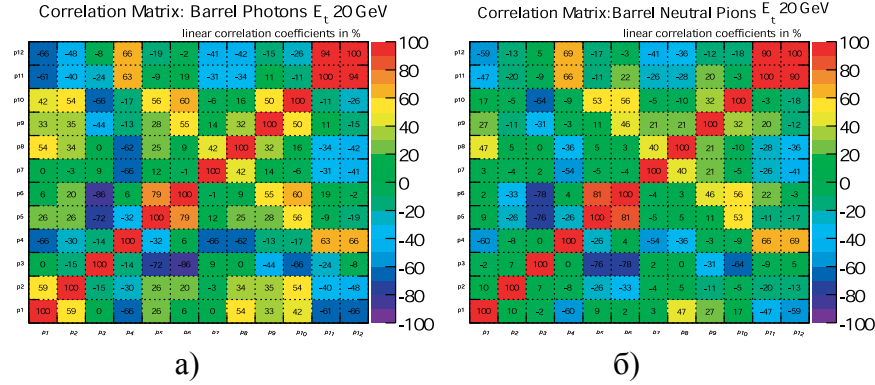 Correlation Matrix: Barrel Photons E_t 20 GeV
linear correlation coefficients in %
p12 -66 -48 -8 66 -19 -2 -41 -42 -15 -26 94 100
p11 -61 -40 -24 63 -9 19 -31 -34 11 -11 100 94
p10 42 54 -66 -17 56 60 -6 16 50 100 -11 -26
p9 33 35 -44 -13 28 55 14 28 100 50 11 -15
p8 54 34 0 -62 25 9 42 100 28 16 -34 -42
p7 0 -3 9 -66 12 -1 100 42 14 -6 -31 -41
p6 6 20 -86 6 79 100 -1 9 55 60 19 -2
p5 26 26 -72 -32 100 79 12 25 28 56 -9 -19
p4 -66 -30 -14 100 -32 6 -66 -62 -13 -17 63 66
p3 0 -15 100 -14 -72 -86 9 0 -44 -66 -24 -8
p2 59 100 -15 -30 26 20 -3 34 35 54 -40 -48
p1 100 59 0 -66 26 6 0 54 33 42 -61 -66
p1 p2 p3 p4 p5 p6 p7 p8 p9 p10 p11 p12
100
80
60
40
20
0
-20
-40
-60
-80
-100
а)
Correlation Matrix:Barrel Neutral Pions E_t 20 GeV
linear correlation coefficients in %
p12 -59 -13 5 69 -17 -3 -41 -36 -12 -18 90 100
p11 -47 -20 -9 66 -11 22 -26 -28 20 -3 100 90
p10 17 -5 -64 -9 53 56 -6 10 32 100 -3 -18
p9 27 -11 -31 -3 11 46 21 21 100 32 20 -12
p8 47 5 0 -36 5 5 40 100 21 10 -28 -36
p7 -3 -4 2 -54 -5 4 100 40 21 -6 -26 -41
p6 2 -33 -78 4 81 100 4 5 46 56 22 -3
p5 9 -26 -76 -26 100 81 -5 5 11 53 -11 -17
p4 -60 -8 0 100 -26 4 -54 -36 -3 -9 66 69
p3 -2 7 100 0 -76 -78 2 0 -31 -64 -9 5
p2 10 100 7 -8 -26 -33 -4 5 -11 -5 -20 -13
p1 100 10 -2 -60 9 2 -3 47 27 17 -47 -59
p1 p2 p3 p4 p5 p6 p7 p8 p9 p10 p11 p12
100
80
60
40
20
0
-20
-40
-60
-80
-100
б)